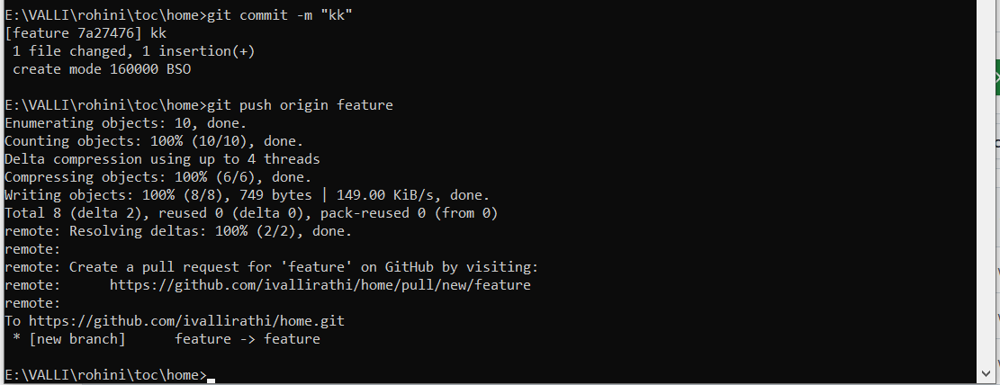 E:\VALLI\rohini\toc\home>git commit -m "kk"
[feature 7a27476] kk
 1 file changed, 1 insertion(+)
 create mode 160000 BSO

E:\VALLI\rohini\toc\home>git push origin feature
Enumerating objects: 10, done.
Counting objects: 100% (10/10), done.
Delta compression using up to 4 threads
Compressing objects: 100% (6/6), done.
Writing objects: 100% (8/8), 749 bytes | 149.00 KiB/s, done.
Total 8 (delta 2), reused 0 (delta 0), pack-reused 0 (from 0)
remote: Resolving deltas: 100% (2/2), done.
remote:
remote: Create a pull request for 'feature' on GitHub by visiting:
remote:      https://github.com/ivallirathi/home/pull/new/feature
remote:
To https://github.com/ivallirathi/home.git
 * [new branch]      feature -> feature

E:\VALLI\rohini\toc\home>